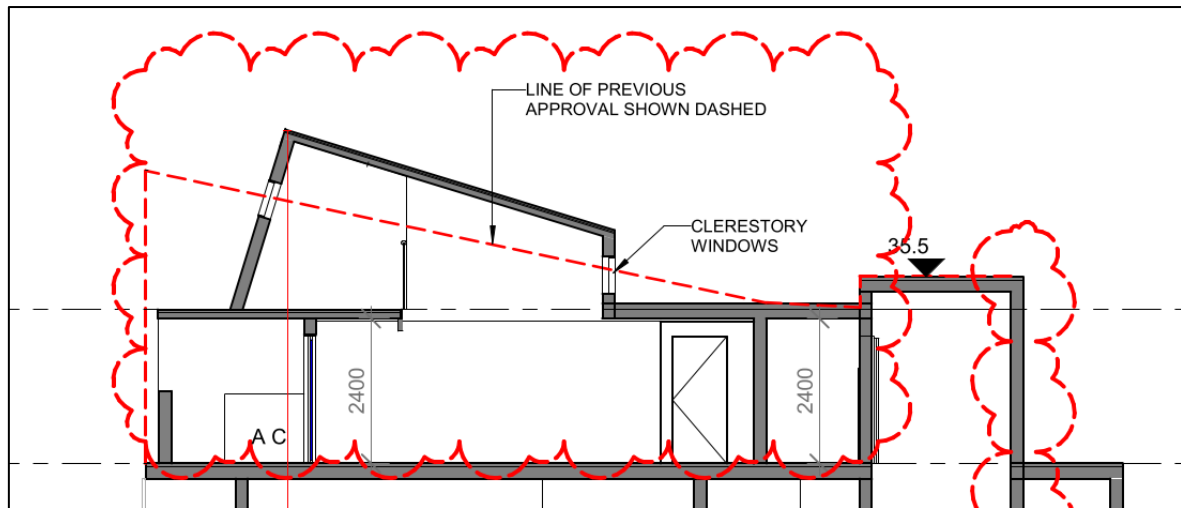 LINE OF PREVIOUS
APPROVAL SHOWN DASHED
CLERESTORY
WINDOWS
35.5
2400
2400
A C